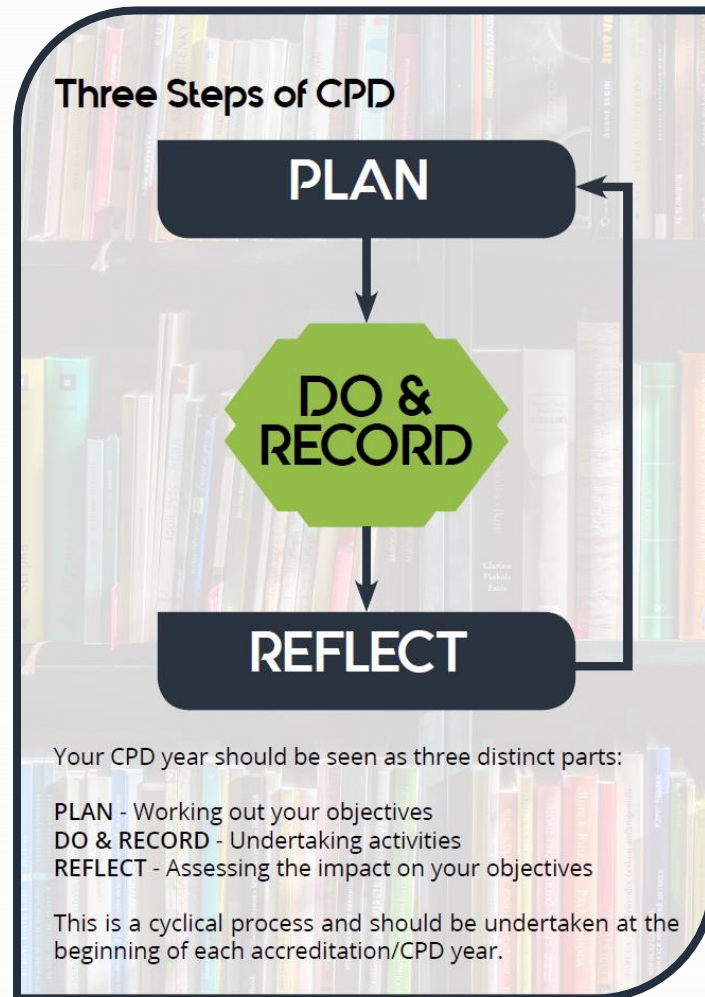 Three Steps of CPD
PLAN
DO &
RECORD
REFLECT
Your CPD year should be seen as three distinct parts:
PLAN - Working out your objectives
DO & RECORD - Undertaking activities
REFLECT - Assessing the impact on your objectives
This is a cyclical process and should be undertaken at the
beginning of each accreditation/CPD year.